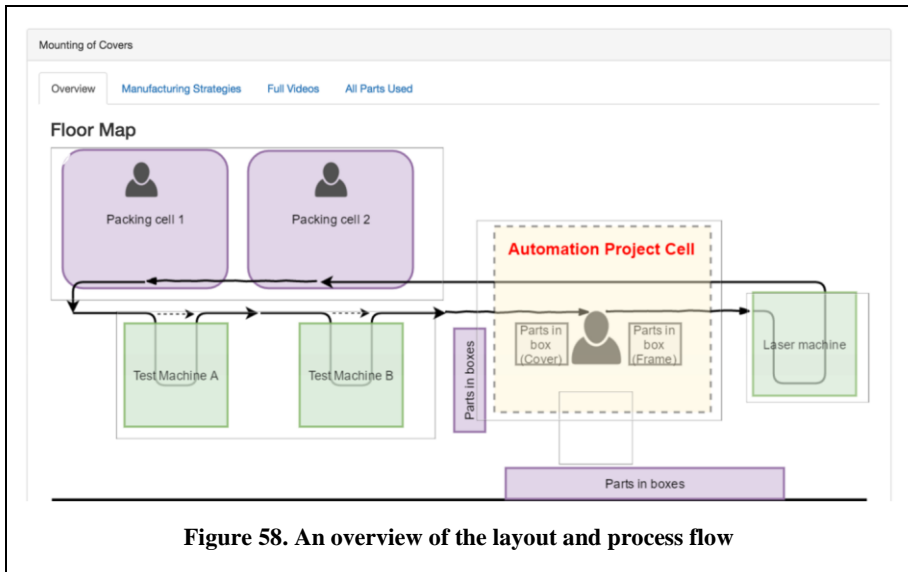 Mounting of Covers
Overview
Manufacturing Strategies
Full Videos
All Parts Used
Floor Map
Packing cell 1
Packing cell 2
Automation Project Cell
Parts in
box
(Cover)
Parts in
box
(Frame)
Laser machine
Test Machine A
Test Machine B
Parts in boxes
Parts in boxes
Figure 58. An overview of the layout and process flow